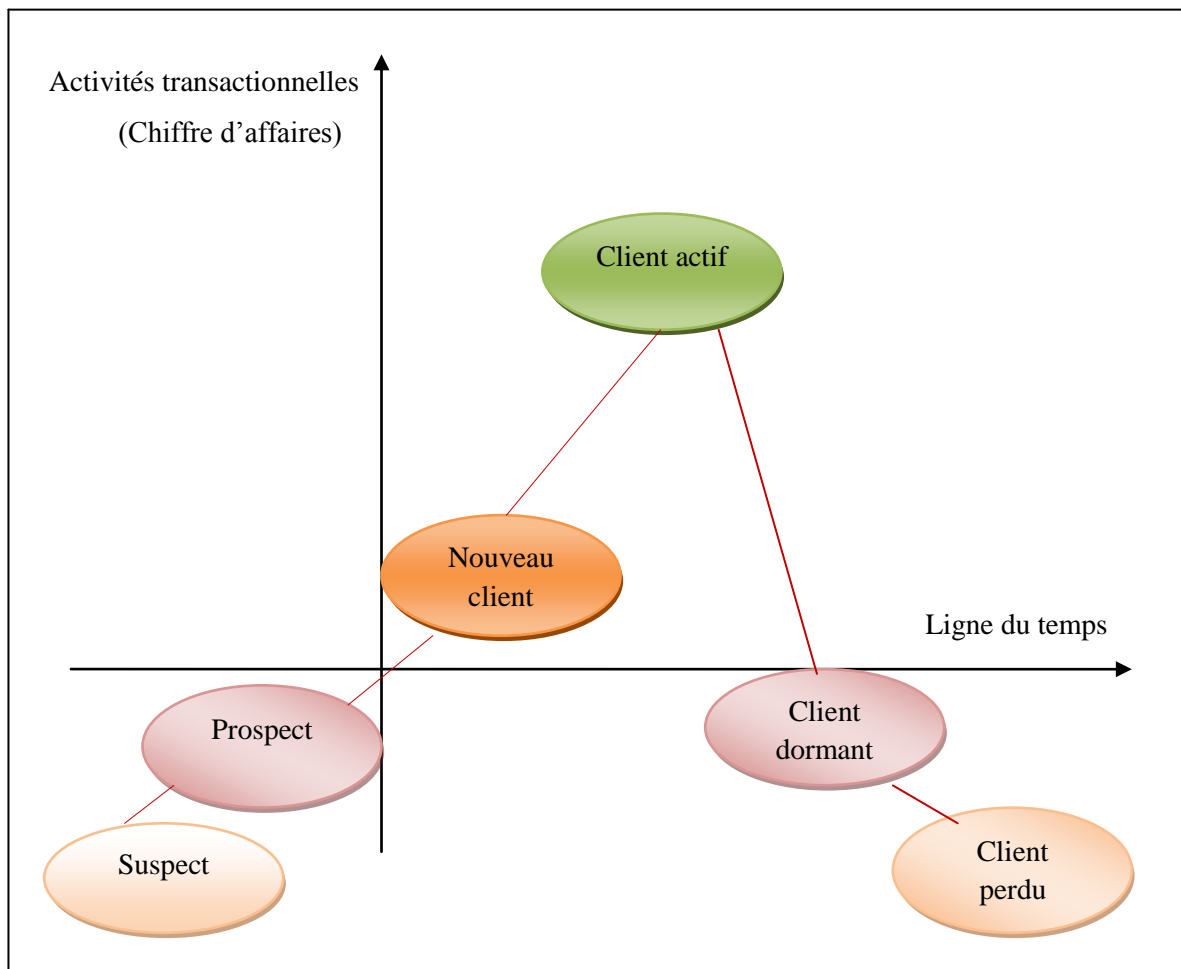 Activités transactionnelles
(Chiffre d’affaires)
Client actif
Nouveau
client
Ligne du temps
Prospect
Client
dormant
Suspect
Client
perdu